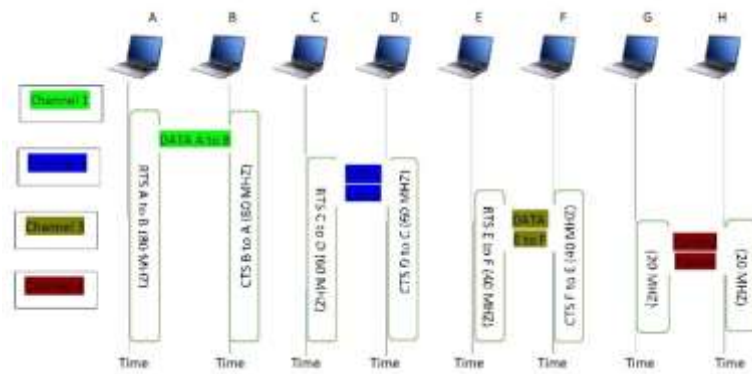 A B C D E F G H
Channel 1
Channel 3
RTS A to B (80 MHZ)
DATA A to B
CTS B to A (80 MHZ)
RTS C to D (60 MHZ)
CTS D to C (60 MHZ)
RTS E to F (40 MHZ)
DATA
E to F
CTS F to E (40 MHZ)
(20 MHZ)
(20 MHZ)
Time Time Time Time Time Time Time Time